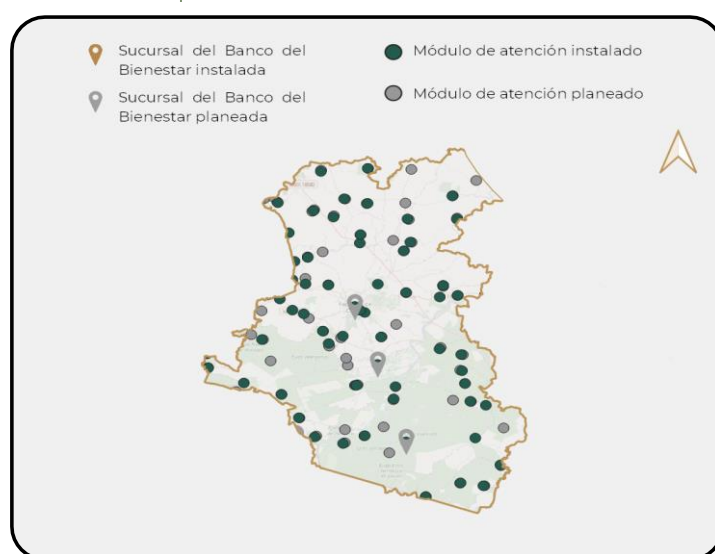 Sucursal del Banco del
Bienestar instalada
Sucursal del Banco del
Bienestar planeada
Módulo de atención instalado
Módulo de atención planeado